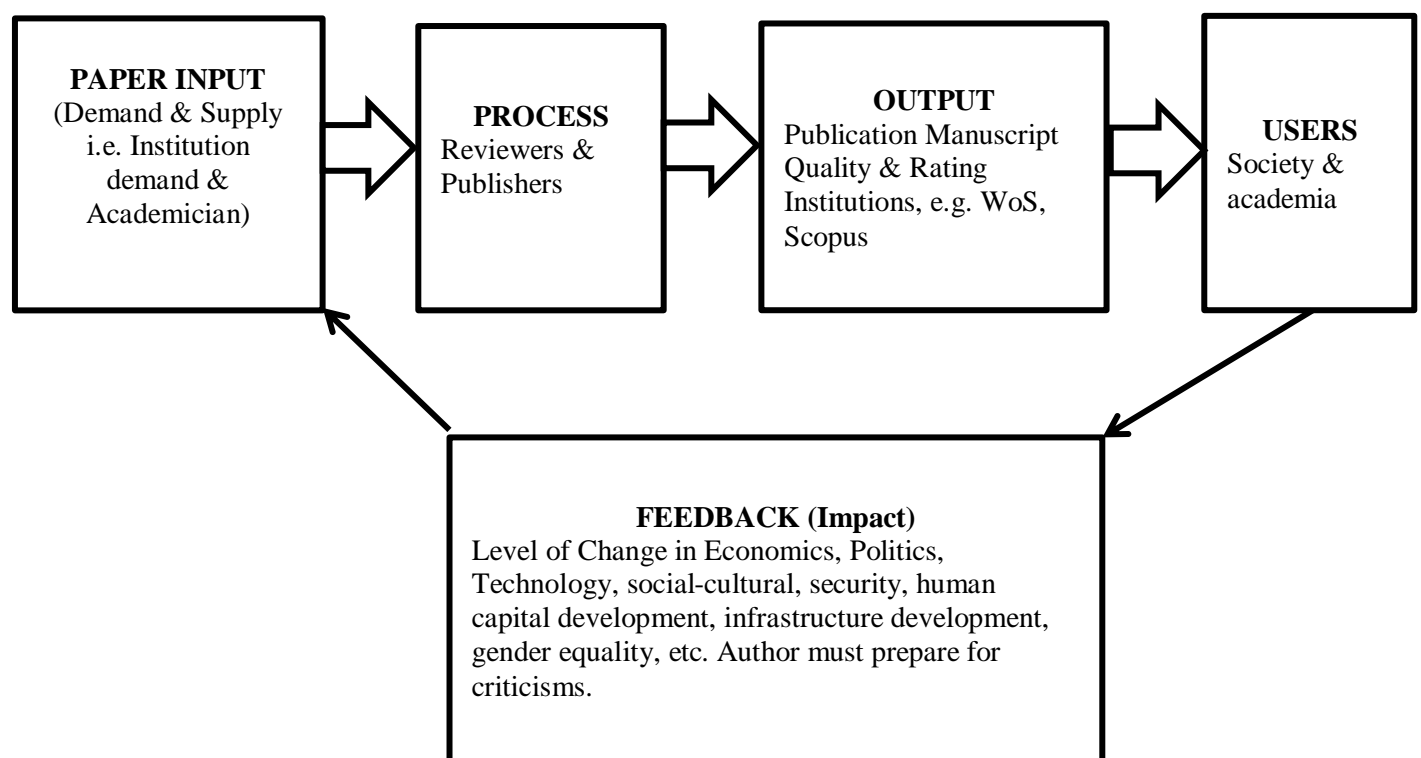 PAPER INPUT
(Demand & Supply
i.e. Institution
demand &
Academician)
PROCESS
Reviewers &
Publishers
OUTPUT
Publication Manuscript
Quality & Rating
Institutions, e.g. WoS,
Scopus
USERS
Society &
academia
FEEDBACK (Impact)
Level of Change in Economics, Politics,
Technology, social-cultural, security, human
capital development, infrastructure development,
gender equality, etc. Author must prepare for
criticisms.